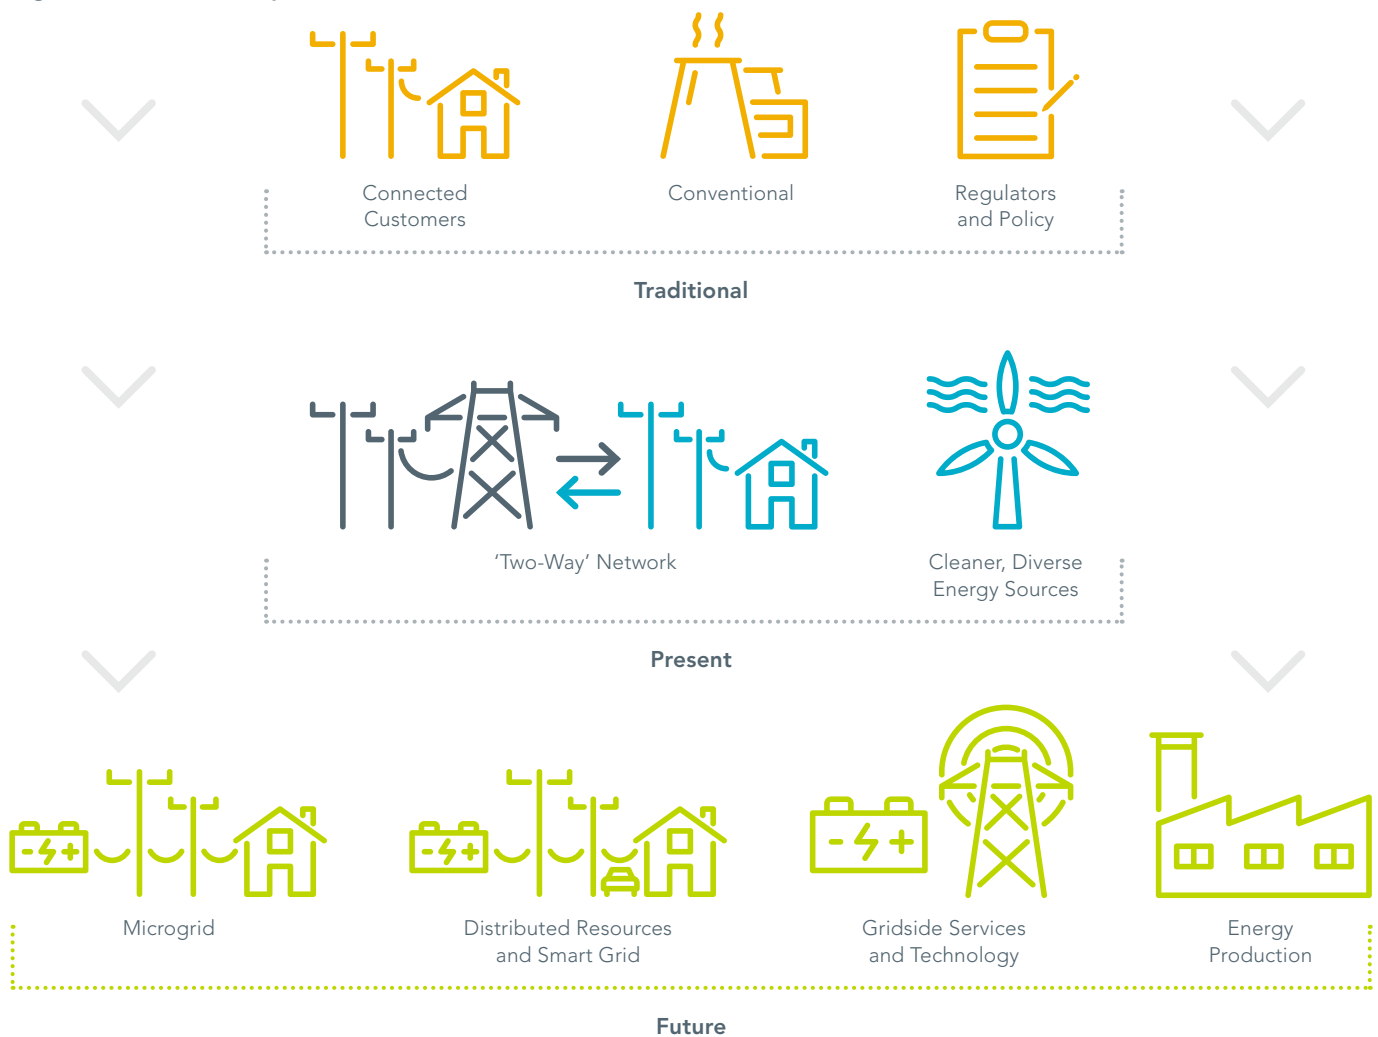 Connected
Customers
Conventional
Regulators
and Policy
Traditional
‘Two-Way’ Network
Cleaner, Diverse
Energy Sources
Present
Microgrid
Distributed Resources
and Smart Grid
Gridside Services
and Technology
Energy
Production
Future